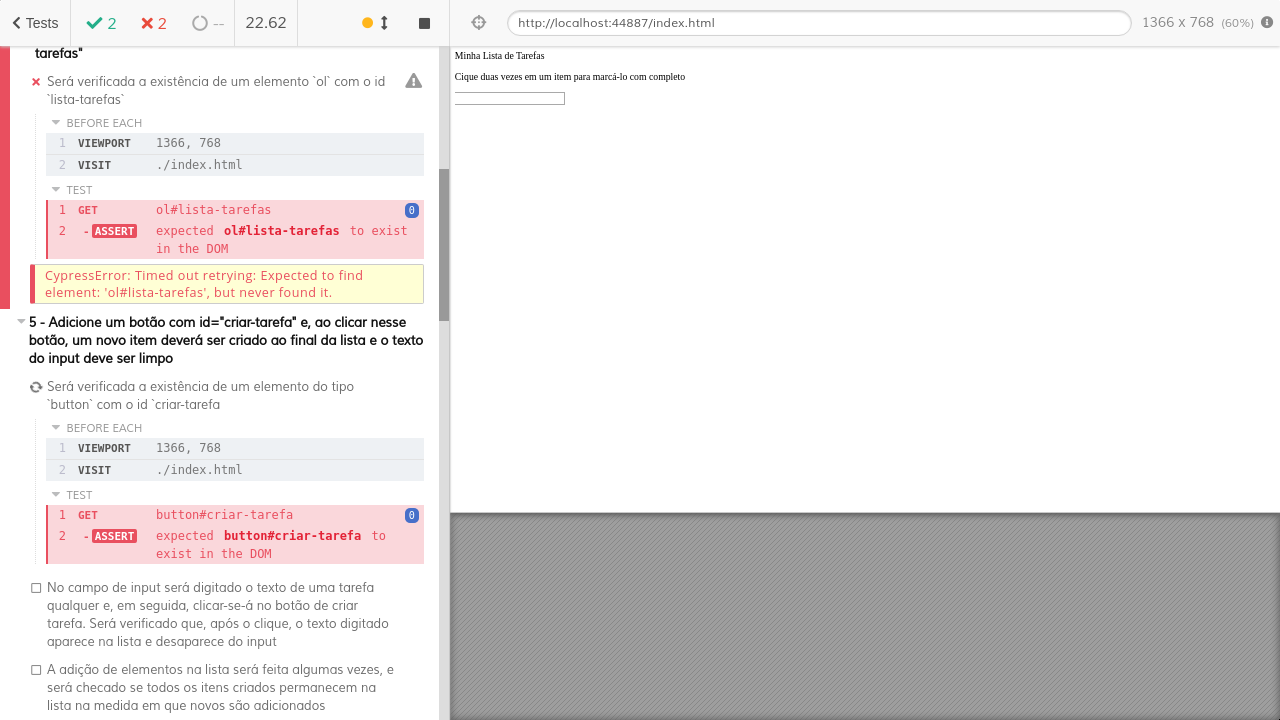 Tests
2
2
--
22.62
http://localhost:44887/index.html
1366 x 768 (60%)
tarefas"
Será verificada a existência de um elemento `ol` com o id
`lista-tarefas`
BEFORE EACH
1 VIEWPORT 1366, 768
2 VISIT ./index.html
TEST
1 GET ol#lista-tarefas 0
2 -ASSERT expected ol#lista-tarefas to exist
in the DOM
CypressError: Timed out retrying: Expected to find
element: 'ol#lista-tarefas', but never found it.
5 - Adicione um botão com id="criar-tarefa" e, ao clicar nesse
botão, um novo item deverá ser criado ao final da lista e o texto
do input deve ser limpo
Será verificada a existência de um elemento do tipo
`button` com o id `criar-tarefa
BEFORE EACH
1 VIEWPORT 1366, 768
2 VISIT ./index.html
TEST
1 GET button#criar-tarefa 0
2 -ASSERT expected button#criar-tarefa to
exist in the DOM
No campo de input será digitado o texto de uma tarefa
qualquer e, em seguida, clicar-se-á no botão de criar
tarefa. Será verificado que, após o clique, o texto digitado
aparece na lista e desaparece do input
A adição de elementos na lista será feita algumas vezes, e
será checado se todos os itens criados permanecem na
lista na medida em que novos são adicionados
Minha Lista de Tarefas
Cique duas vezes em um item para marcá-lo com completo